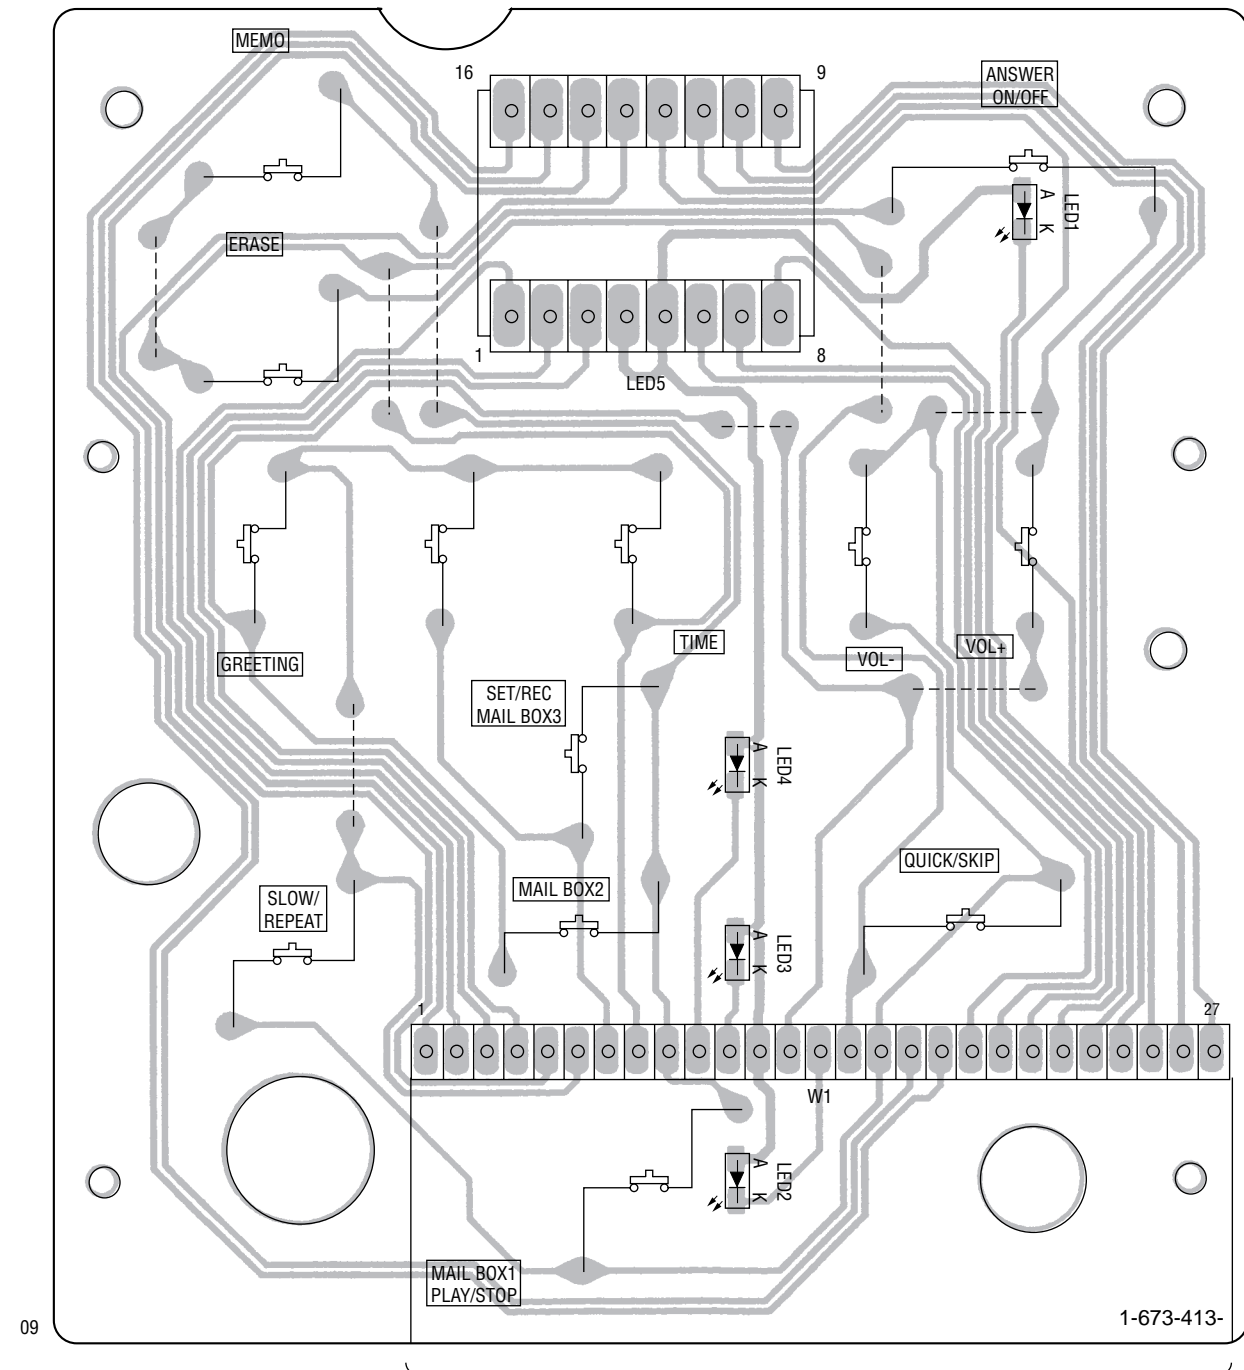 MEMO
16
9
ANSWER
ON/OFF
A
K
LED1
ERASE
1
8
LED5
GREETING
TIME
VOL-
VOL+
SET/REC
MAIL BOX3
A
K
LED4
QUICK/SKIP
SLOW/
REPEAT
MAIL BOX2
A
K
LED3
1
27
W1
A
K
LED2
MAIL BOX1
PLAY/STOP
1-673-413-
09